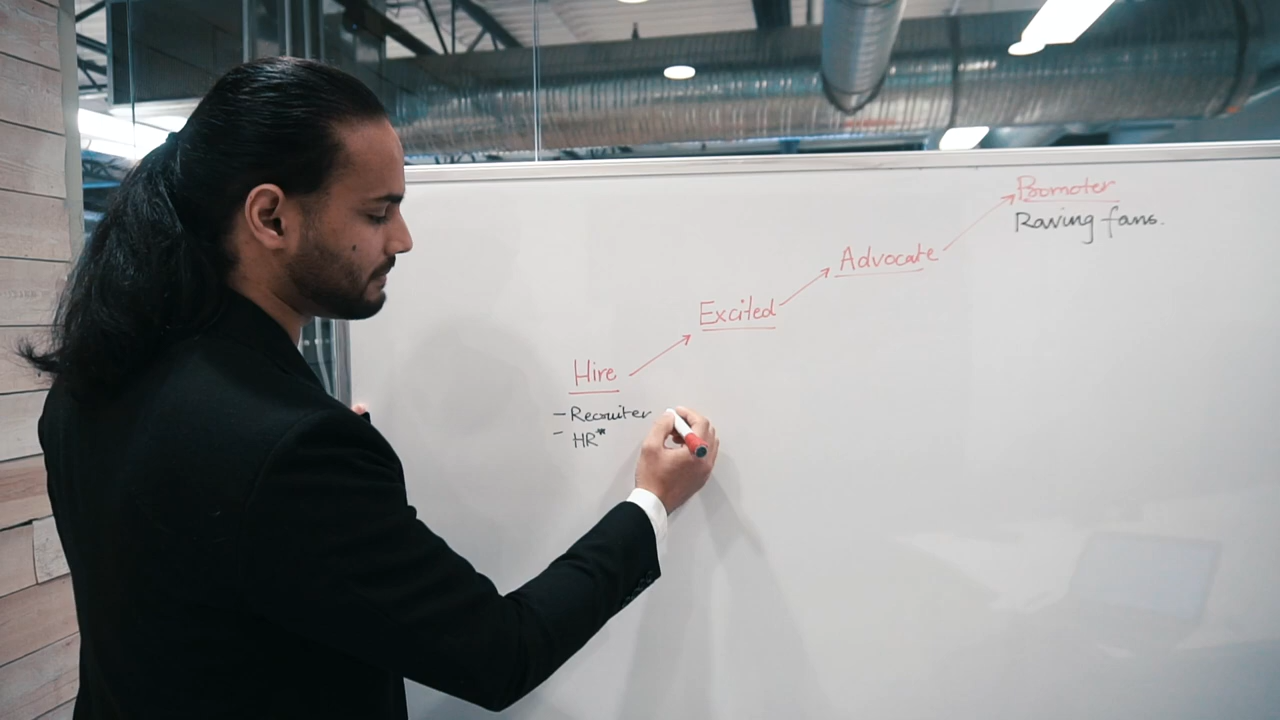 Promoter
Raving fans.
Advocate
Excited
Hire
- Recruiter
- HR*